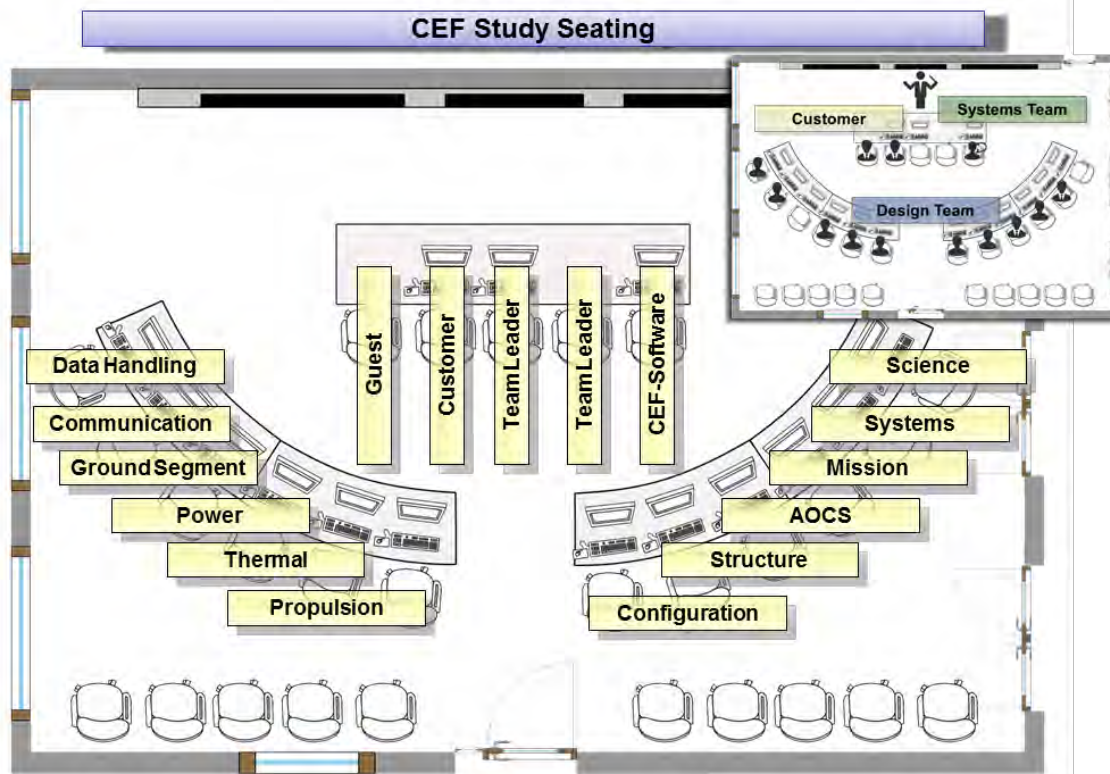 CEF Study Seating
Customer
Systems Team
Design Team
Guest
Customer
TeamLeader
TeamLeader
CEF-Software
Data Handling
Communication
Ground Segment
Power
Thermal
Propulsion
Science
Systems
Mission
AOCS
Structure
Configuration